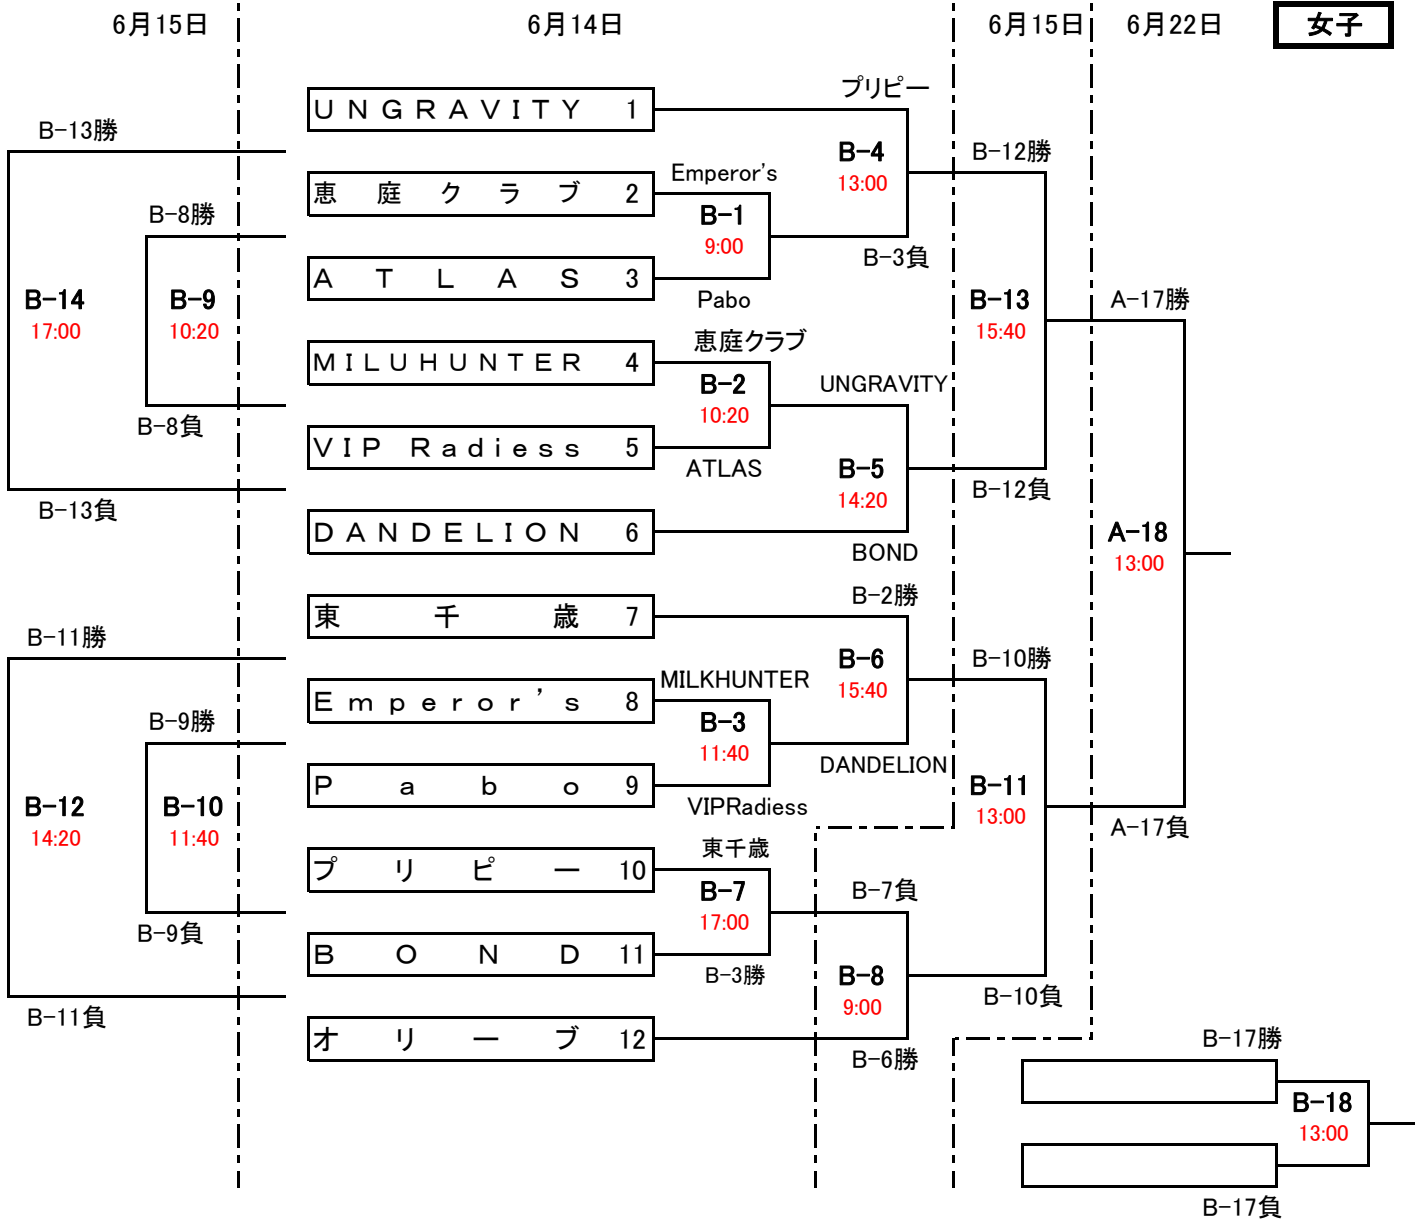 6月15日 6月14日 6月15日 6月22日 女子
プリピー
UNGRAVITY 1
B-13勝
B-4
B-12勝
Emperor's
13:00
恵庭クラブ 2
B-8勝
B-1
9:00
B-3負
ATLAS 3
B-14 B-9
Pabo
B-13
A-17勝
17:00 10:20
15:40
恵庭クラブ
MILUHUNTER 4
B-2
UNGRAVITY
10:20
B-8負
VIP Radiess 5
ATLAS
B-5
B-12負
14:20
B-13負
DANDELION 6
A-18
BOND
13:00
B-2勝
東千歳 7
B-11勝
B-6
B-10勝
MILKHUNTER
15:40
Emperor's 8
B-9勝
B-3
11:40
DANDELION
Pabo 9
B-11
B-12 B-10
VIPRadiess
13:00
14:20 11:40
A-17負
東千歳
プリピー 10
B-7
B-7負
17:00
B-9負
BOND 11
B-3勝
B-8
B-10負
9:00
B-11負
オリーブ 12
B-17勝
B-6勝
B-18
13:00
B-17負